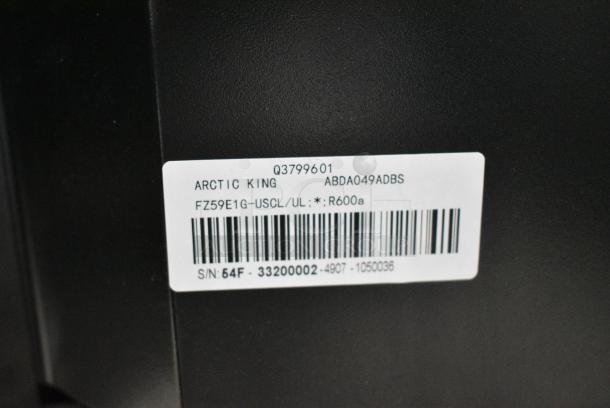 Q3799601
ARCTIC KING ABDA049ADBS
FZ59E1G-USCL/UL;*;R600a
S/N:54F - 33200002-4907 -1050036